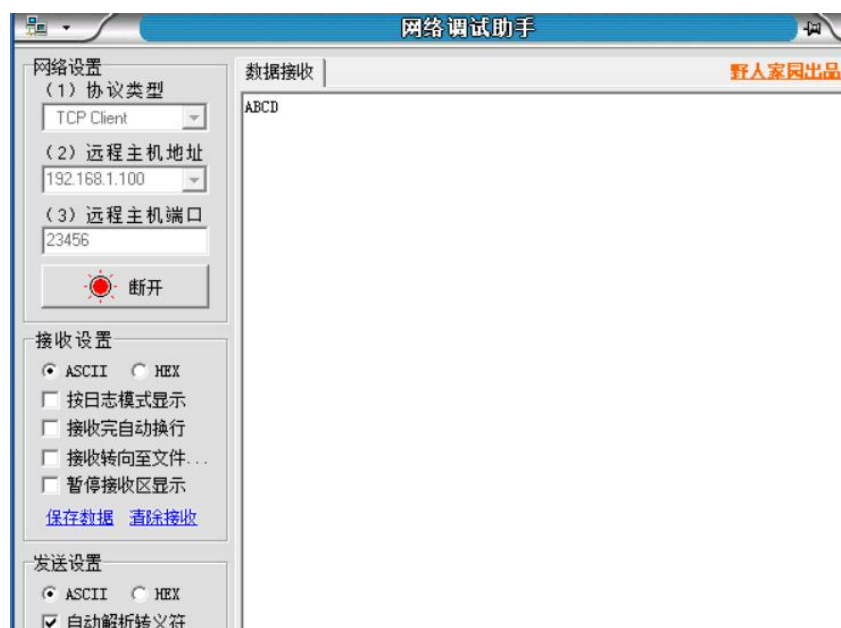 网络调试助手
网络设置
(1) 协议类型
TCP Client
(2) 远程主机地址
192.168.1.100
(3) 远程主机端口
23456
断开
接收设置
ASCII HEX
按日志模式显示
接收完自动换行
接收转向至文件...
暂停接收区显示
保存数据 清除接收
发送设置
ASCII HEX
自动解析转义符
数据接收 野人家园出品
ABCD